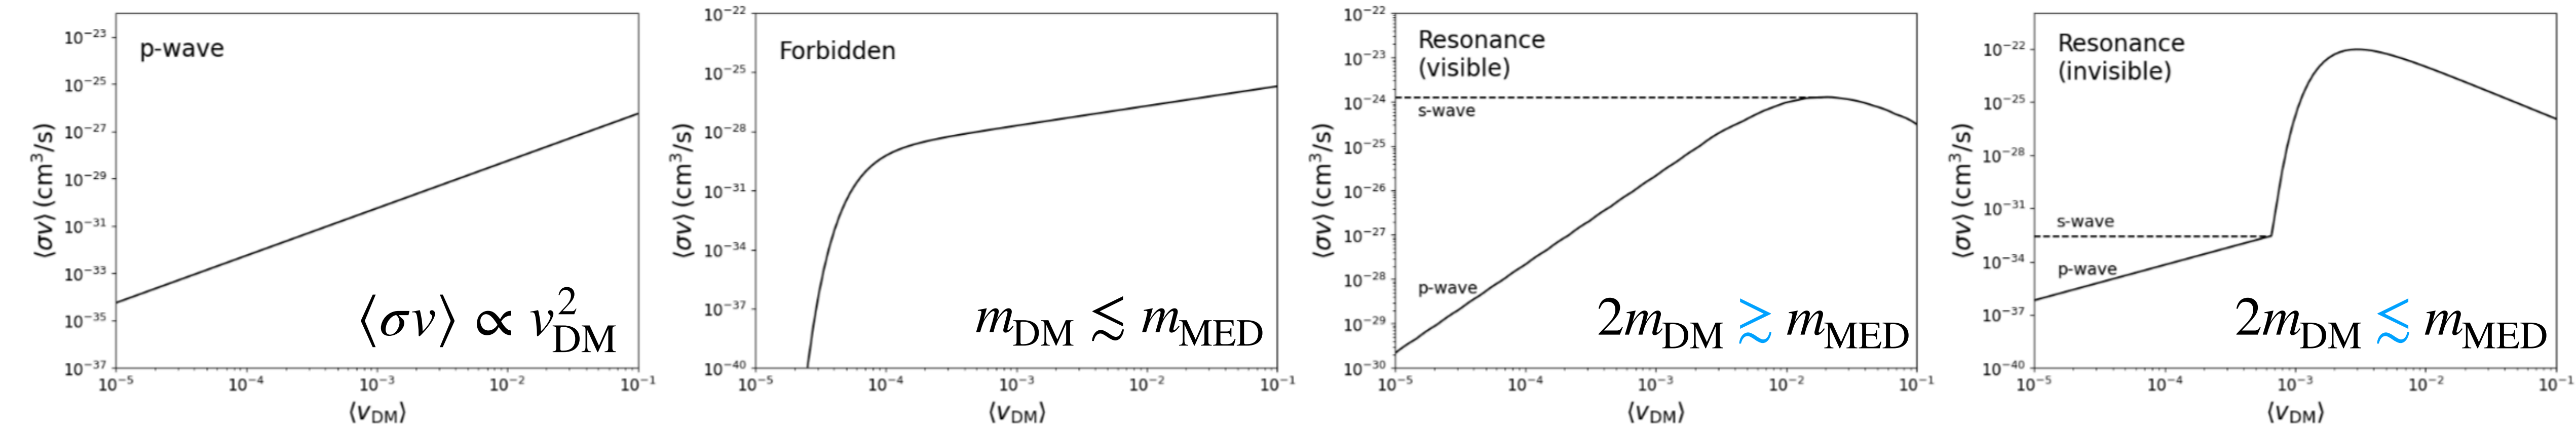 p-wave
10⁻²³
10⁻²⁵
10⁻²⁷
10⁻²⁹
10⁻³¹
10⁻³³
10⁻³⁵
10⁻³⁷
⟨σv⟩ (cm³/s)
⟨σv⟩ ∝ v²_DM
10⁻⁵ 10⁻⁴ 10⁻³ 10⁻² 10⁻¹
⟨v_DM⟩
Forbidden
10⁻²²
10⁻²⁵
10⁻²⁸
10⁻³¹
10⁻³⁴
10⁻³⁷
10⁻⁴⁰
⟨σv⟩ (cm³/s)
m_DM ≲ m_MED
10⁻⁵ 10⁻⁴ 10⁻³ 10⁻² 10⁻¹
⟨v_DM⟩
Resonance
(visible)
10⁻²²
10⁻²³
10⁻²⁴
10⁻²⁵
10⁻²⁶
10⁻²⁷
10⁻²⁸
10⁻²⁹
10⁻³⁰
⟨σv⟩ (cm³/s)
s-wave
p-wave
2m_DM ≳ m_MED
10⁻⁵ 10⁻⁴ 10⁻³ 10⁻² 10⁻¹
⟨v_DM⟩
Resonance
(invisible)
10⁻²²
10⁻²⁵
10⁻²⁸
10⁻³¹
10⁻³⁴
10⁻³⁷
10⁻⁴⁰
⟨σv⟩ (cm³/s)
s-wave
p-wave
2m_DM ≲ m_MED
10⁻⁵ 10⁻⁴ 10⁻³ 10⁻² 10⁻¹
⟨v_DM⟩